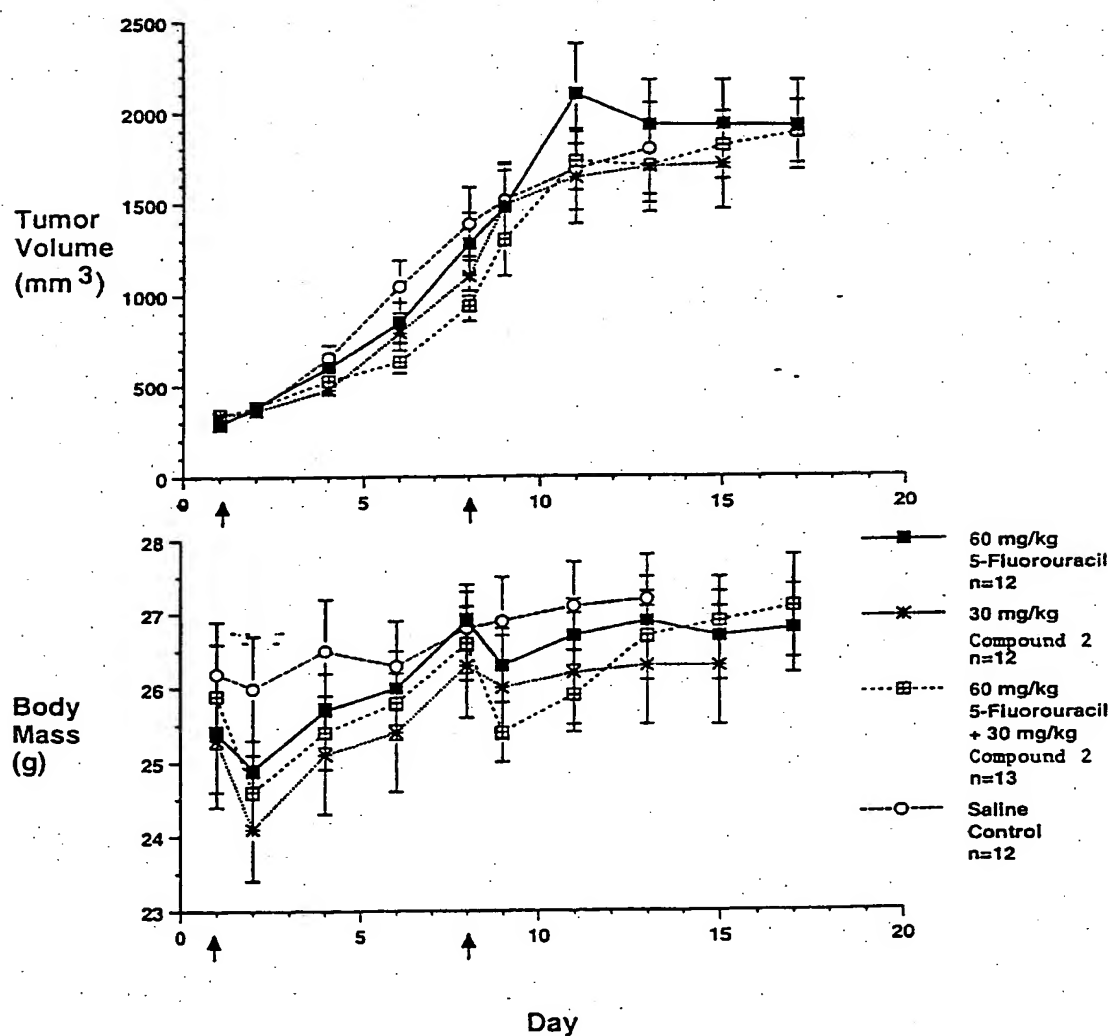 2500
2000
1500
1000
500
0
Tumor
Volume
(mm 3)
0
5
10
15
20
28
27
26
25
24
23
Body
Mass
(g)
0
5
10
15
20
Day
60 mg/kg
5-Fluorouracil
n=12
30 mg/kg
Compound 2
n=12
60 mg/kg
5-Fluorouracil
+ 30 mg/kg
Compound 2
n=13
Saline
Control
n=12